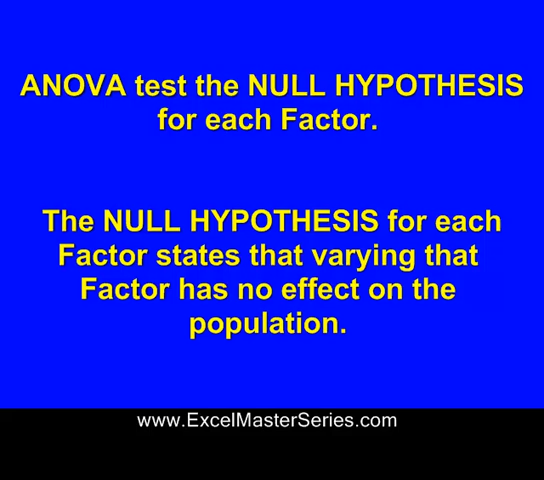 ANOVA test the NULL HYPOTHESIS
for each Factor.
The NULL HYPOTHESIS for each
Factor states that varying that
Factor has no effect on the
population.
www.ExcelMasterSeries.com